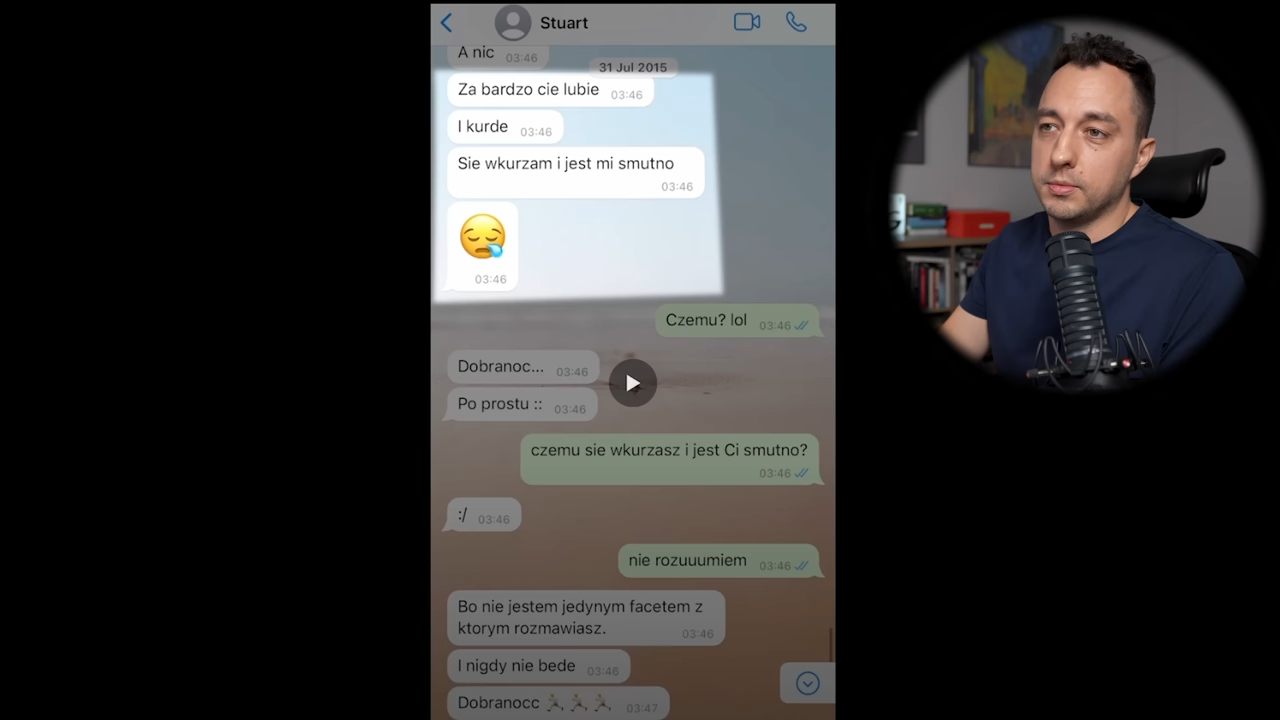 Stuart
A nic 03:46
31 Jul 2015
Za bardzo cie lubie 03:46
I kurde 03:46
Sie wkurzam i jest mi smutno
03:46
03:46
Czemu? lol 03:46
Dobranoc... 03:46
Po prostu :: 03:46
czemu sie wkurzasz i jest Ci smutno?
03:46
:/ 03:46
nie rozuuumiem 03:46
Bo nie jestem jedynym facetem z
ktorym rozmawiasz. 03:46
I nigdy nie bede 03:46
Dobranocc 03:47